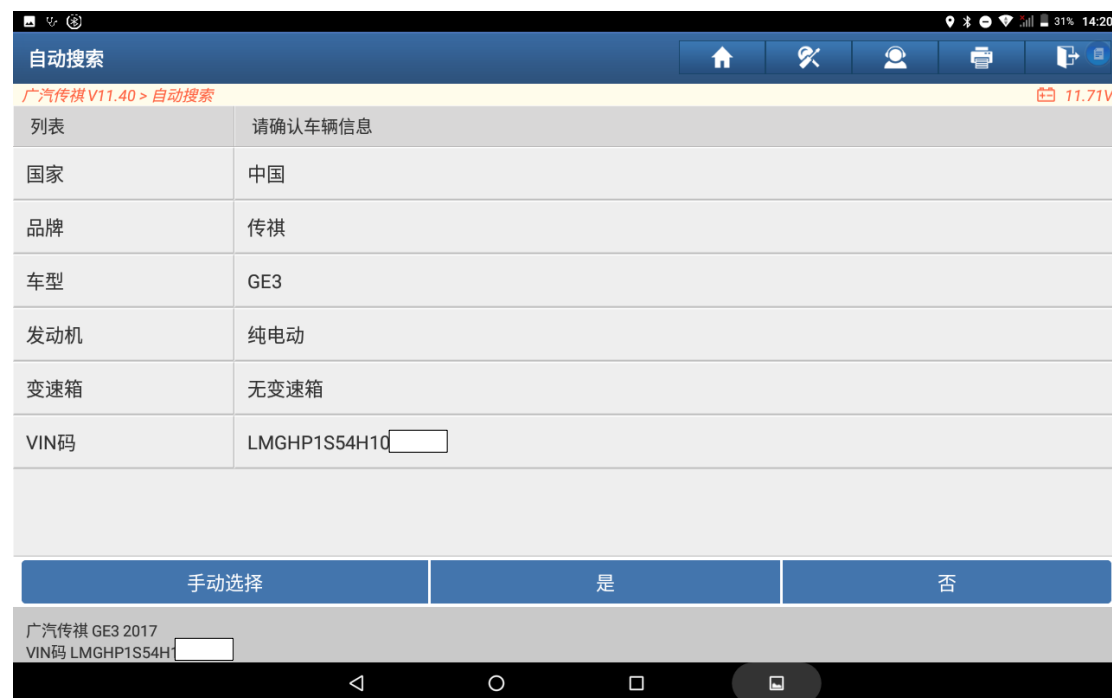 31% 14:20
自动搜索
广汽传祺 V11.40 > 自动搜索 11.71V
列表 请确认车辆信息
国家 中国
品牌 传祺
车型 GE3
发动机 纯电动
变速箱 无变速箱
VIN码 LMGHP1S54H10
手动选择 是 否
广汽传祺 GE3 2017
VIN码 LMGHP1S54H1